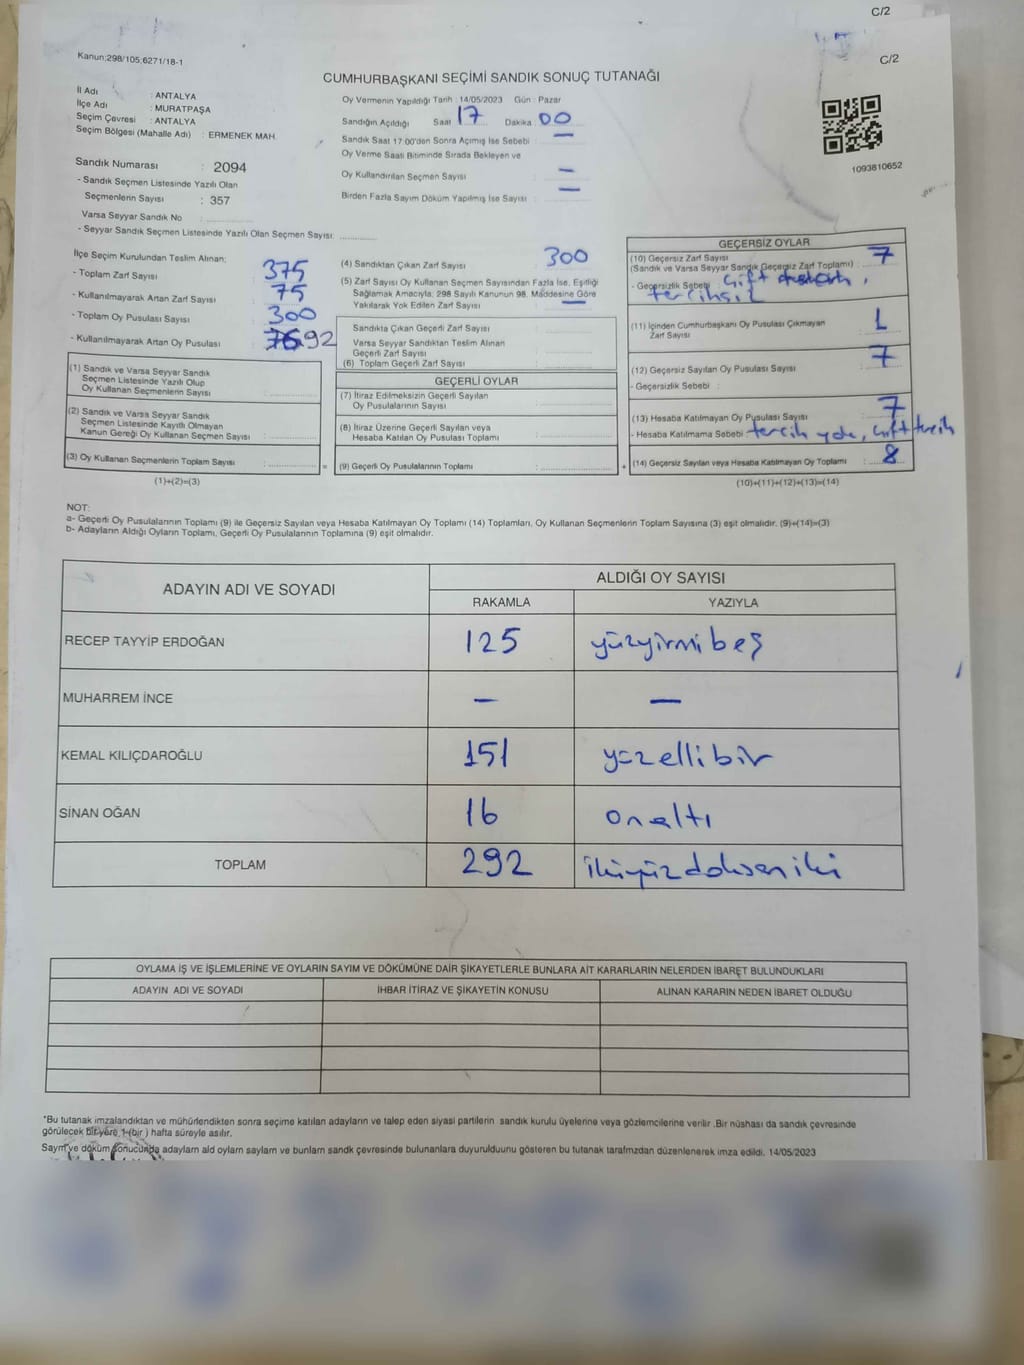 C/2
C/2
Kanun;298/105,6271/18-1
CUMHURBAŞKANI SEÇİMİ SANDIK SONUÇ TUTANAĞI
İl Adı : ANTALYA
İlçe Adı : MURATPAŞA
Seçim Çevresi : ANTALYA
Seçim Bölgesi (Mahalle Adı) : ERMENEK MAH.
Sandık Numarası : 2094
- Sandık Seçmen Listesinde Yazılı Olan
Seçmenlerin Sayısı : 357
Varsa Seyyar Sandık No
- Seyyar Sandık Seçmen Listesinde Yazılı Olan Seçmen Sayısı:
Oy Vermenin Yapıldığı Tarih : 14/05/2023 Gün : Pazar
Sandığın Açıldığı Saat 17 Dakika 00
Sandık Saat 17:00'den Sonra Açılmış İse Sebebi : —
Oy Verme Saati Bitiminde Sırada Bekleyen ve
Oy Kullandırılan Seçmen Sayısı —
Birden Fazla Sayım Döküm Yapılmış İse Sayısı : —
1093810652
İlçe Seçim Kurulundan Teslim Alınan;
- Toplam Zarf Sayısı : 375
- Kullanılmayarak Artan Zarf Sayısı : 75
- Toplam Oy Pusulası Sayısı : 300
- Kullanılmayarak Artan Oy Pusulası : 92
(1) Sandık ve Varsa Seyyar Sandık
Seçmen Listesinde Yazılı Olup
Oy Kullanan Seçmenlerin Sayısı :
(2) Sandık ve Varsa Seyyar Sandık
Seçmen Listesinde Kayıtlı Olmayan
Kanun Gereği Oy Kullanan Seçmen Sayısı :
(3) Oy Kullanan Seçmenlerin Toplam Sayısı :
(1)+(2)=(3)
(4) Sandıktan Çıkan Zarf Sayısı : 300
(5) Zarf Sayısı Oy Kullanan Seçmen Sayısından Fazla İse, Eşitliği
Sağlamak Amacıyla; 298 Sayılı Kanunun 98. Maddesine Göre
Yakılarak Yok Edilen Zarf Sayısı : —
Sandıkta Çıkan Geçerli Zarf Sayısı :
Varsa Seyyar Sandıktan Teslim Alınan
Geçerli Zarf Sayısı :
(6) Toplam Geçerli Zarf Sayısı :
GEÇERLİ OYLAR
(7) İtiraz Edilmeksizin Geçerli Sayılan
Oy Pusulalarının Sayısı :
(8) İtiraz Üzerine Geçerli Sayılan veya
Hesaba Katılan Oy Pusulası Toplamı :
= (9) Geçerli Oy Pusulalarının Toplamı : +
GEÇERSİZ OYLAR
(10) Geçersiz Zarf Sayısı 7
(Sandık ve Varsa Seyyar Sandık Geçersiz Zarf Toplamı) :
- Geçersizlik Sebebi : Çift
tercihsiz
(11) İçinden Cumhurbaşkanı Oy Pusulası Çıkmayan 1
Zarf Sayısı
(12) Geçersiz Sayılan Oy Pusulası Sayısı 7
- Geçersizlik Sebebi :
(13) Hesaba Katılmayan Oy Pusulası Sayısı 7
- Hesaba Katılmama Sebebi : tercih yok, Çift tercih
(14) Geçersiz Sayılan veya Hesaba Katılmayan Oy Toplamı : 8
(10)+(11)+(12)+(13)=(14)
NOT:
a- Geçerli Oy Pusulalarının Toplamı (9) ile Geçersiz Sayılan veya Hesaba Katılmayan Oy Toplamı (14) Toplamları, Oy Kullanan Seçmenlerin Toplam Sayısına (3) eşit olmalıdır. (9)+(14)=(3)
b- Adayların Aldığı Oyların Toplamı, Geçerli Oy Pusulalarının Toplamına (9) eşit olmalıdır.
ADAYIN ADI VE SOYADI
ALDIĞI OY SAYISI
RAKAMLA YAZIYLA
RECEP TAYYİP ERDOĞAN 125 yüzyirmibeş
MUHARREM İNCE — —
KEMAL KILIÇDAROĞLU 151 yüzellibir
SİNAN OĞAN 16 onaltı
TOPLAM 292 ikiyüzdoksaniki
OYLAMA İŞ VE İŞLEMLERİNE VE OYLARIN SAYIM VE DÖKÜMÜNE DAİR ŞİKAYETLERLE BUNLARA AİT KARARLARIN NELERDEN İBARET BULUNDUKLARI
ADAYIN ADI VE SOYADI İHBAR İTİRAZ VE ŞİKAYETİN KONUSU ALINAN KARARIN NEDEN İBARET OLDUĞU
*Bu tutanak imzalandıktan ve mühürlendikten sonra seçime katılan adayların ve talep eden siyasi partilerin sandık kurulu üyelerine veya gözlemcilerine verilir .Bir nüshası da sandık çevresinde
görülecek bir yere 1 (bir ) hafta süreyle asılır.
Sayım ve döküm sonucunda adayların ald oyların sayların ve bunların sandk çevresinde bulunanlara duyurulduunu gösteren bu tutanak tarafmzdan düzenlenerek imza edildi. 14/05/2023